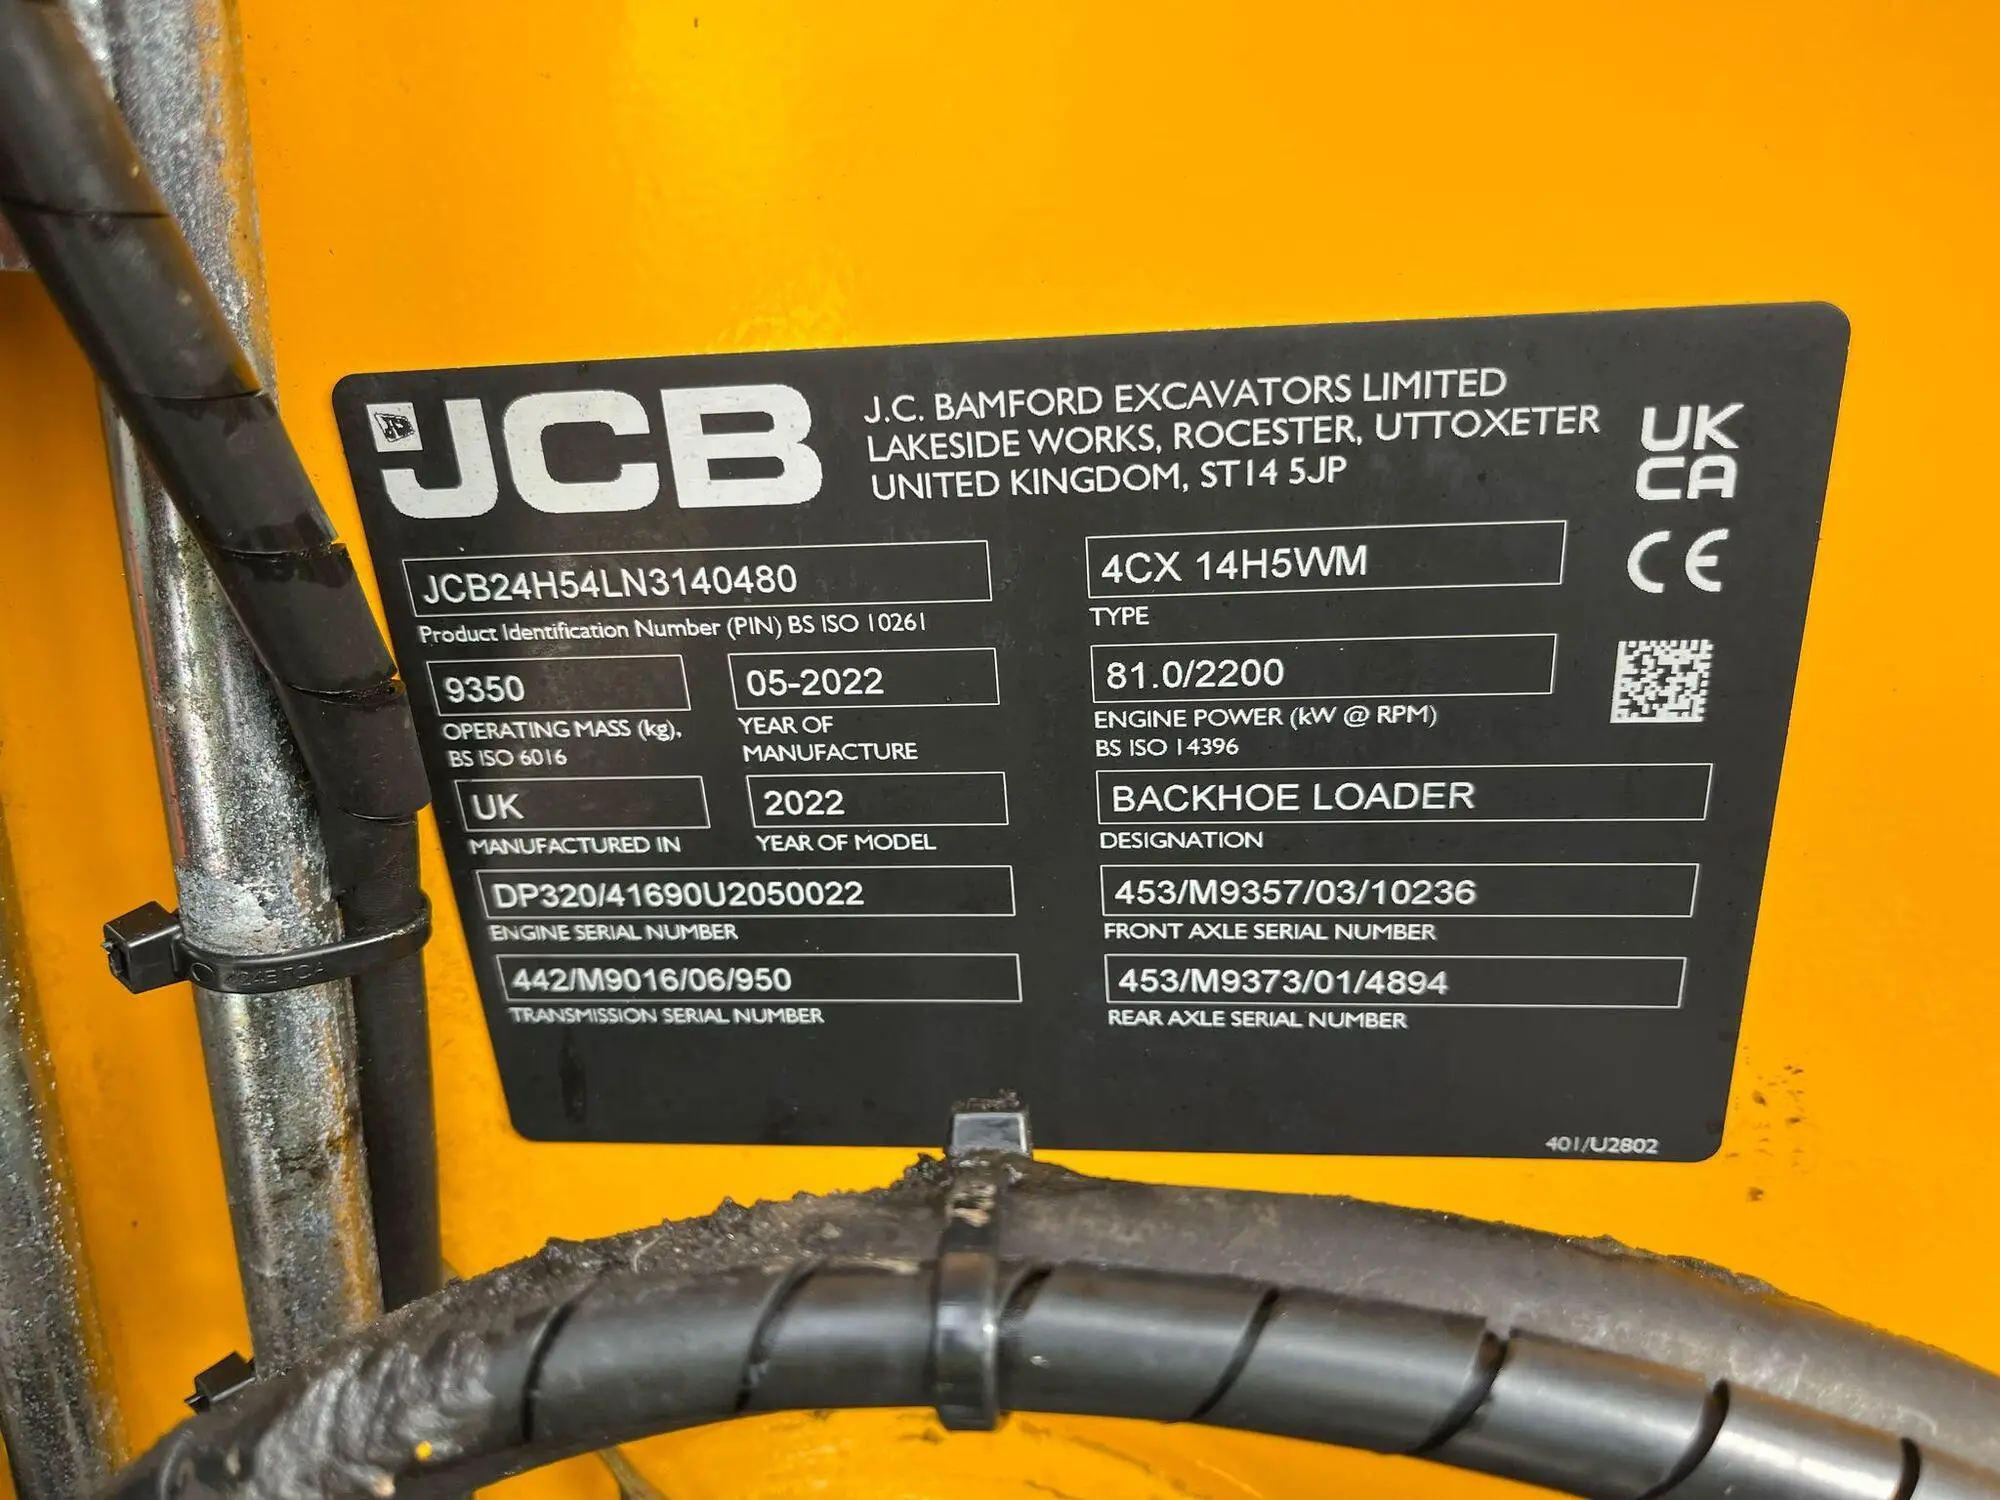 JCB
J.C. BAMFORD EXCAVATORS LIMITED
LAKESIDE WORKS, ROCESTER, UTTOXETER
UNITED KINGDOM, ST14 5JP
UK
CA
CE
JCB24H54LN3140480
Product Identification Number (PIN) BS ISO 10261
4CX 14H5WM
TYPE
9350
OPERATING MASS (kg),
BS ISO 6016
05-2022
YEAR OF
MANUFACTURE
81.0/2200
ENGINE POWER (kW @ RPM)
BS ISO 14396
UK
MANUFACTURED IN
2022
YEAR OF MODEL
BACKHOE LOADER
DESIGNATION
DP320/41690U2050022
ENGINE SERIAL NUMBER
453/M9357/03/10236
FRONT AXLE SERIAL NUMBER
442/M9016/06/950
TRANSMISSION SERIAL NUMBER
453/M9373/01/4894
REAR AXLE SERIAL NUMBER
401/U2802